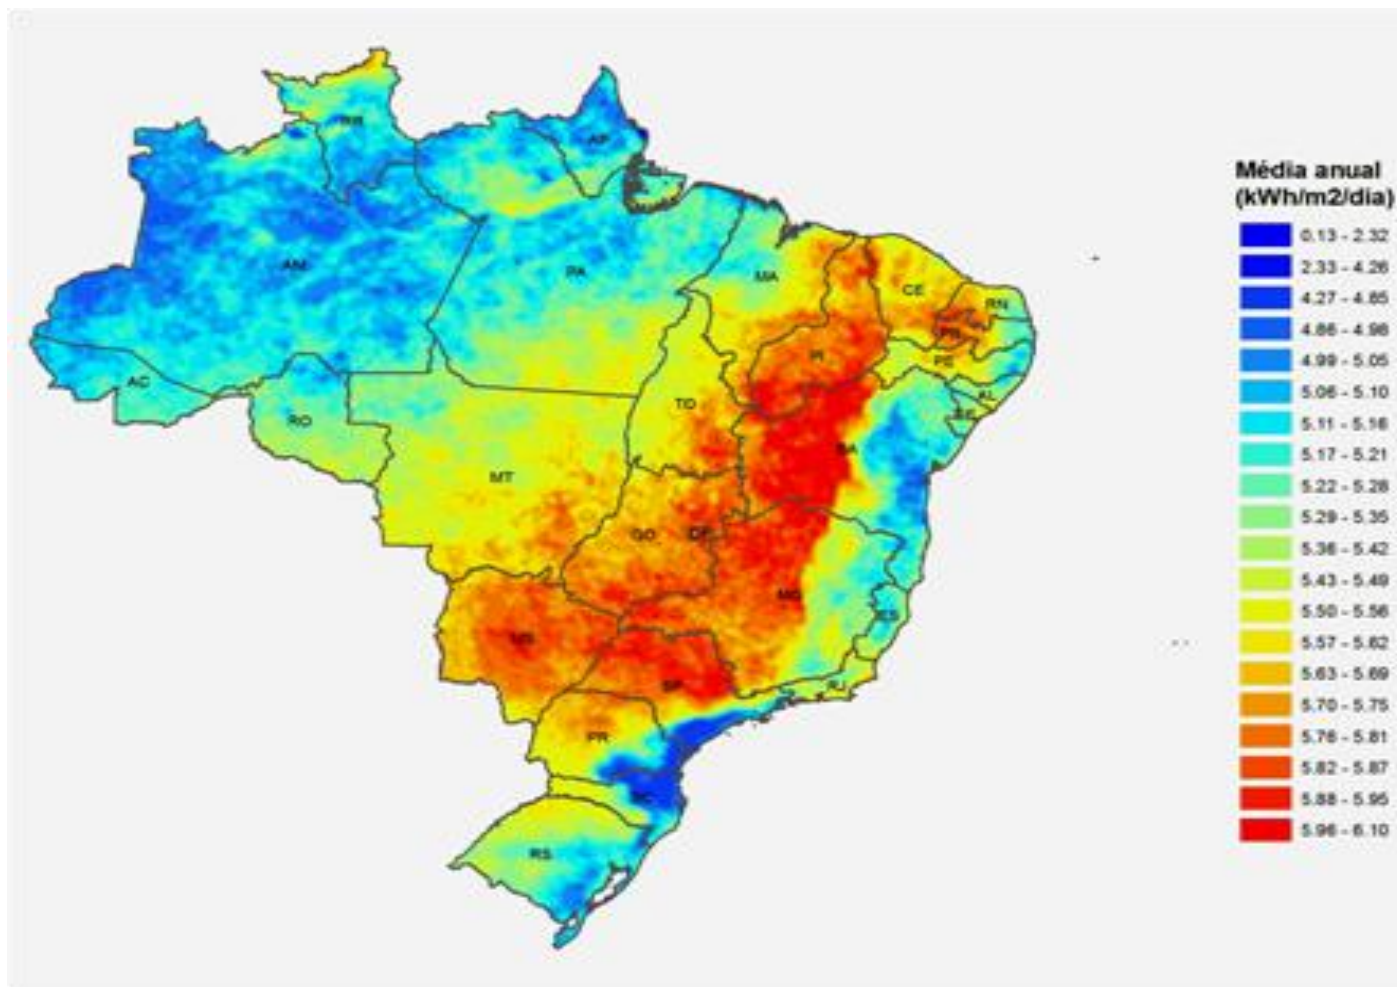 RR
AP
AM
PA
MA
CE
RN
PB
PI
PE
AC
AL
SE
TO
RO
BA
MT
GO
DF
MG
ES
MS
SP
RJ
PR
SC
RS
Média anual
(kWh/m2/dia)
0.13 - 2.32
2.33 - 4.26
4.27 - 4.85
4.86 - 4.98
4.99 - 5.05
5.06 - 5.10
5.11 - 5.16
5.17 - 5.21
5.22 - 5.28
5.29 - 5.35
5.36 - 5.42
5.43 - 5.49
5.50 - 5.56
5.57 - 5.62
5.63 - 5.69
5.70 - 5.75
5.76 - 5.81
5.82 - 5.87
5.88 - 5.95
5.96 - 6.10